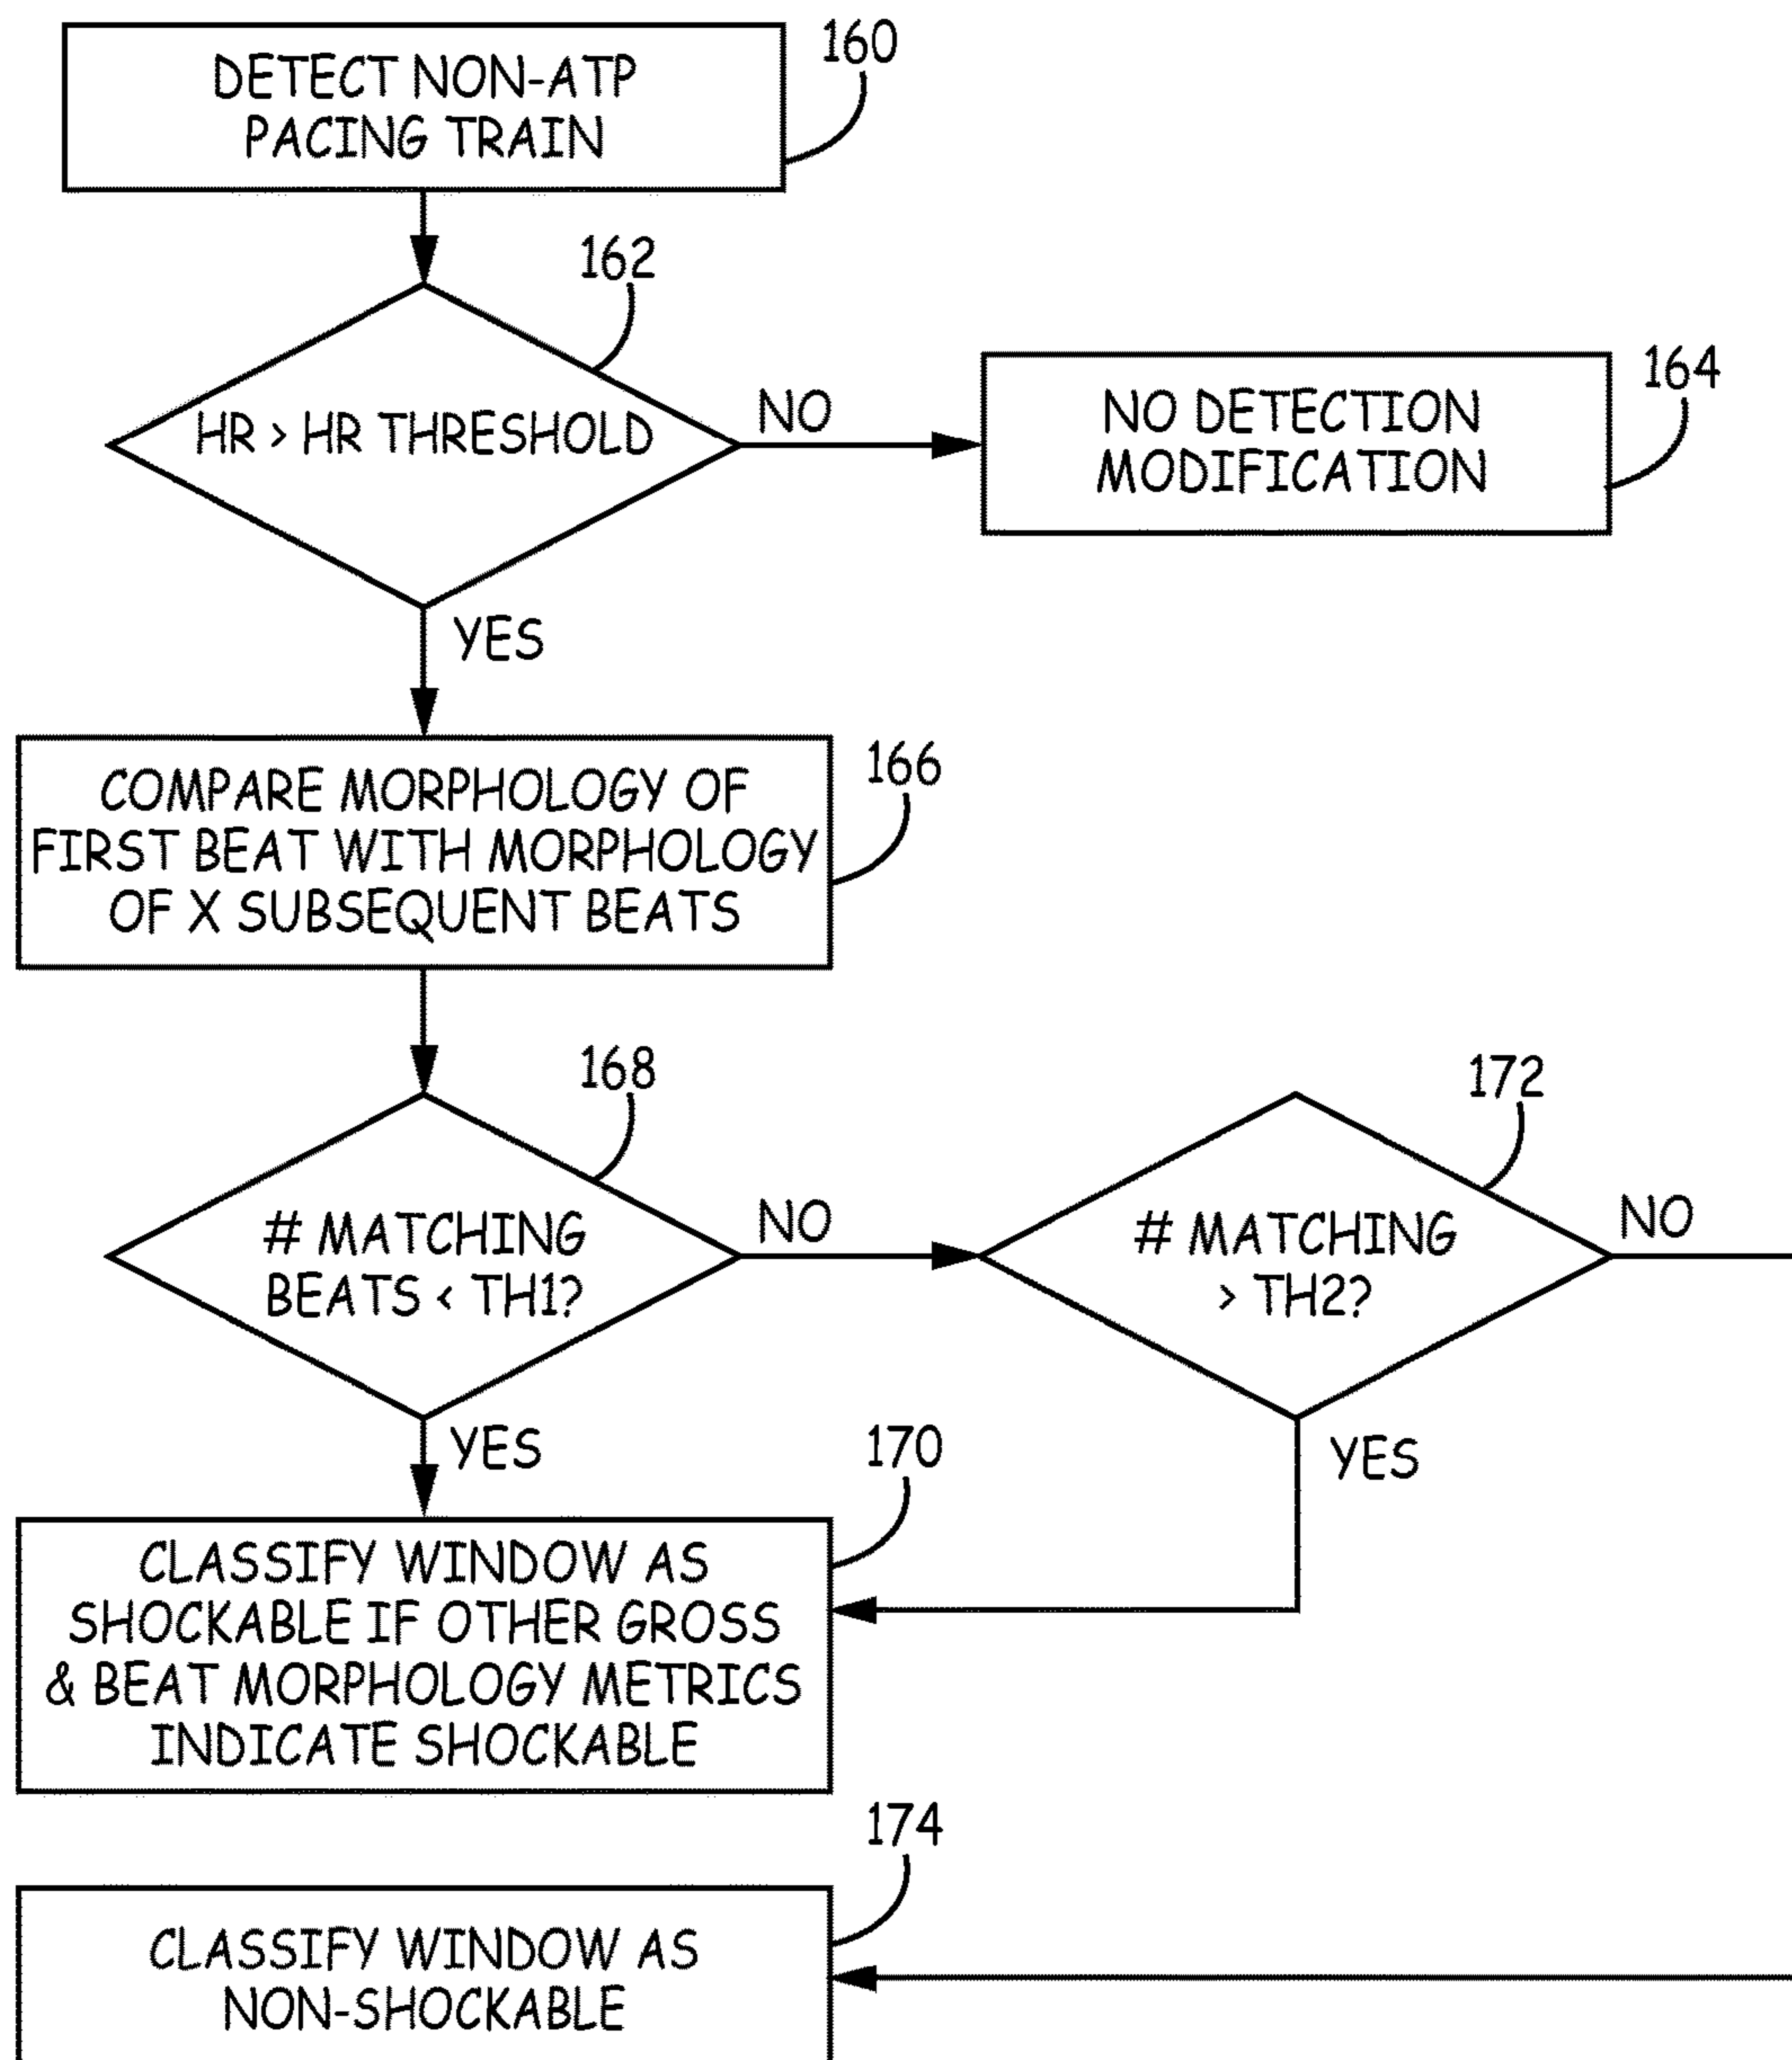 DETECT NON-ATP
PACING TRAIN
160
162
HR > HR THRESHOLD
NO
NO DETECTION
MODIFICATION
164
YES
COMPARE MORPHOLOGY OF
FIRST BEAT WITH MORPHOLOGY
OF X SUBSEQUENT BEATS
166
168
# MATCHING
BEATS < TH1?
NO
172
# MATCHING
> TH2?
NO
YES
YES
170
CLASSIFY WINDOW AS
SHOCKABLE IF OTHER GROSS
& BEAT MORPHOLOGY METRICS
INDICATE SHOCKABLE
174
CLASSIFY WINDOW AS
NON-SHOCKABLE